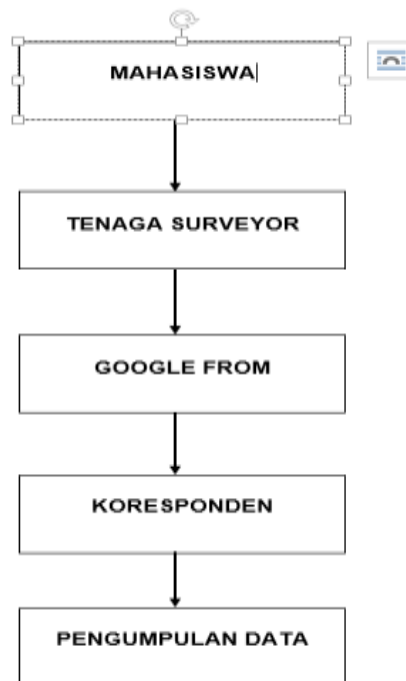 MAHASISWA
TENAGA SURVEYOR
GOOGLE FROM
KORESPONDEN
PENGUMPULAN DATA